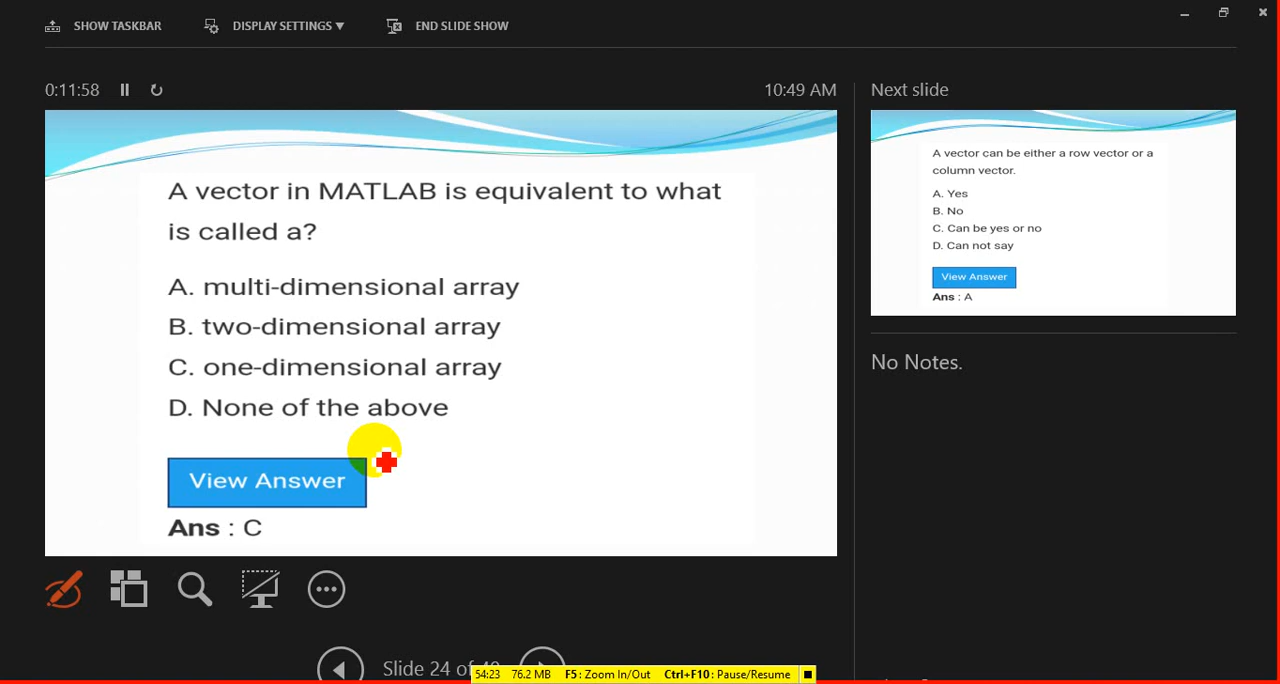 SHOW TASKBAR
DISPLAY SETTINGS ▼
END SLIDE SHOW
0:11:58
10:49 AM
Next slide
A vector in MATLAB is equivalent to what
is called a?
A. multi-dimensional array
B. two-dimensional array
C. one-dimensional array
D. None of the above
View Answer
Ans : C
A vector can be either a row vector or a
column vector.
A. Yes
B. No
C. Can be yes or no
D. Can not say
View Answer
Ans : A
No Notes.
Slide 24 of
54:23 76.2 MB F5: Zoom In/Out Ctrl+F10: Pause/Resume